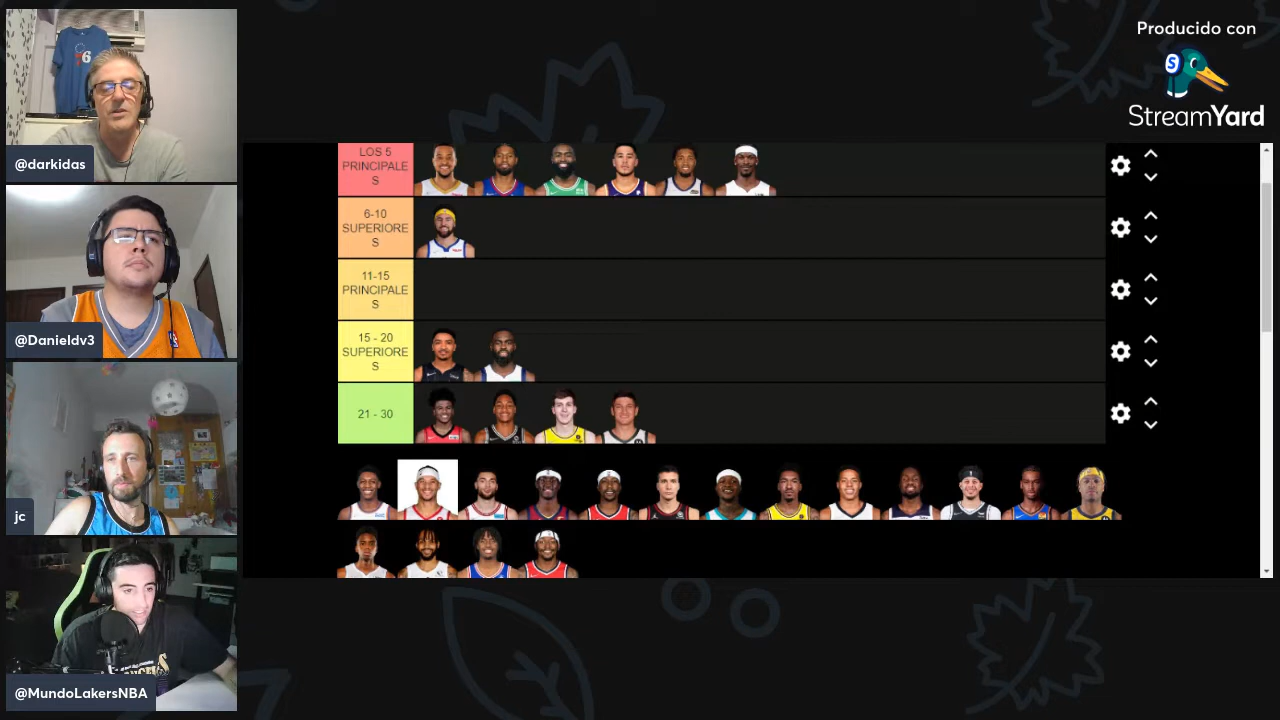 Producido con
S
StreamYard
@darkidas
@Danieldv3
jc
@MundoLakersNBA
LOS 5
PRINCIPALE
S
6-10
SUPERIORE
S
11-15
PRINCIPALE
S
15 - 20
SUPERIORE
S
21 - 30